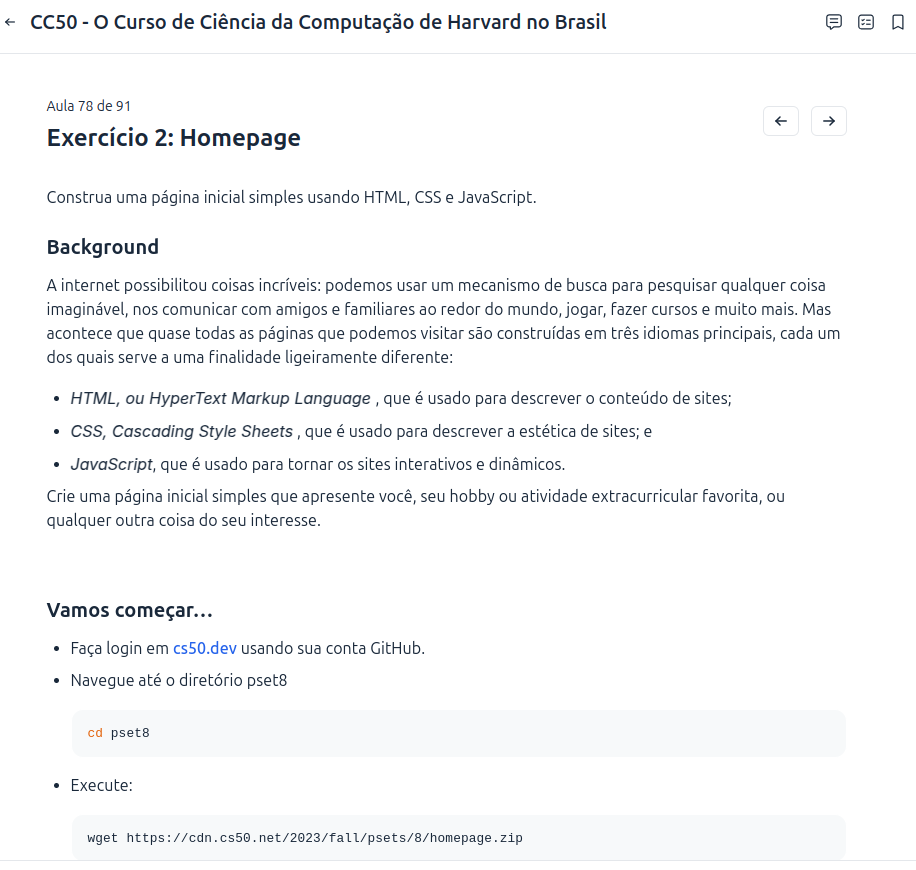 CC50 - O Curso de Ciência da Computação de Harvard no Brasil
Aula 78 de 91
Exercício 2: Homepage
Construa uma página inicial simples usando HTML, CSS e JavaScript.
Background
A internet possibilitou coisas incríveis: podemos usar um mecanismo de busca para pesquisar qualquer coisa
imaginável, nos comunicar com amigos e familiares ao redor do mundo, jogar, fazer cursos e muito mais. Mas
acontece que quase todas as páginas que podemos visitar são construídas em três idiomas principais, cada um
dos quais serve a uma finalidade ligeiramente diferente:
• HTML, ou HyperText Markup Language , que é usado para descrever o conteúdo de sites;
• CSS, Cascading Style Sheets , que é usado para descrever a estética de sites; e
• JavaScript, que é usado para tornar os sites interativos e dinâmicos.
Crie uma página inicial simples que apresente você, seu hobby ou atividade extracurricular favorita, ou
qualquer outra coisa do seu interesse.
Vamos começar...
• Faça login em cs50.dev usando sua conta GitHub.
• Navegue até o diretório pset8
cd pset8
• Execute:
wget https://cdn.cs50.net/2023/fall/psets/8/homepage.zip